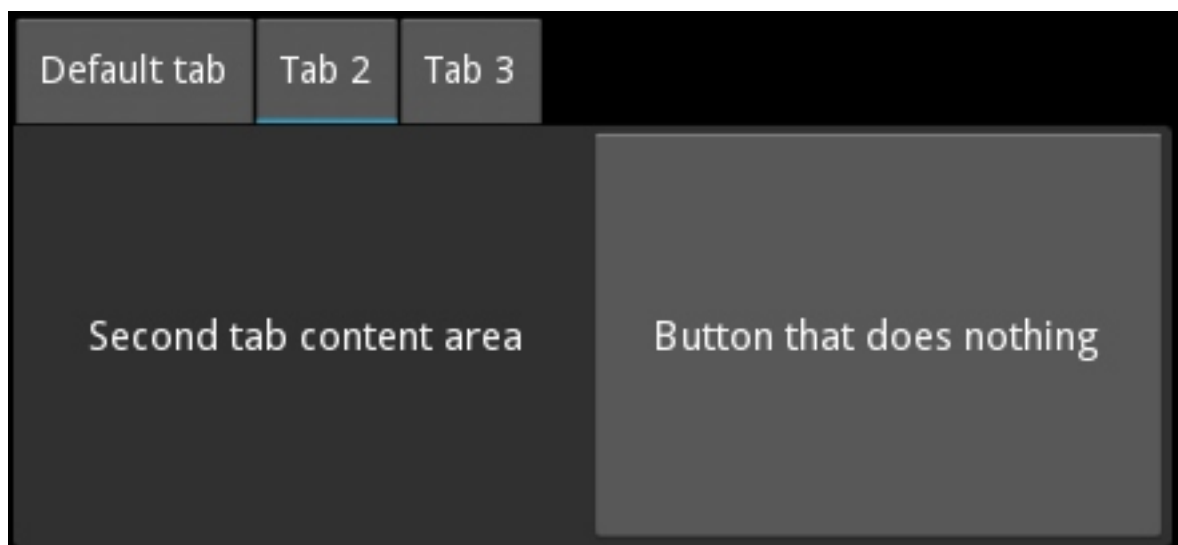 Default tab Tab 2 Tab 3
Second tab content area Button that does nothing